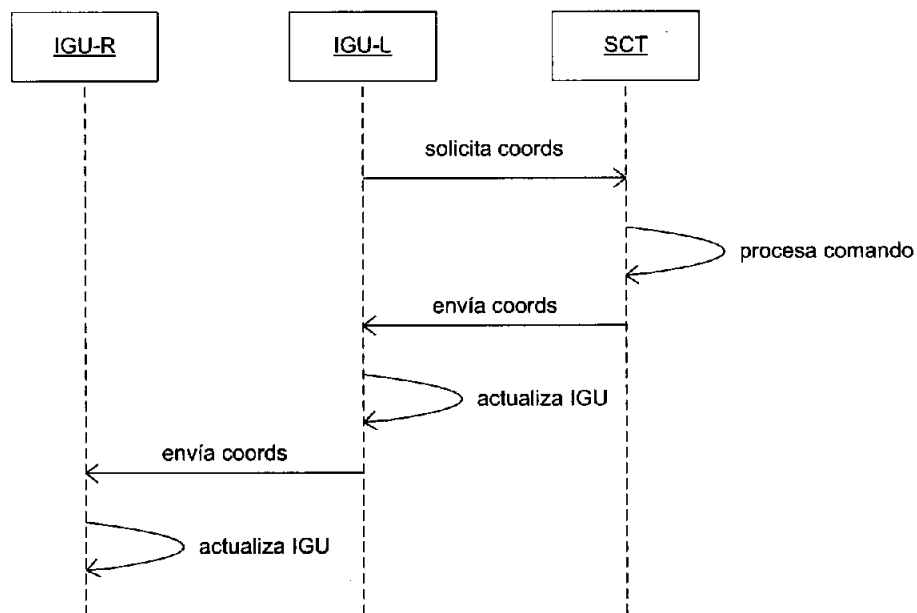 IGU-R
IGU-L
SCT
solicita coords
procesa comando
envía coords
actualiza IGU
envía coords
actualiza IGU